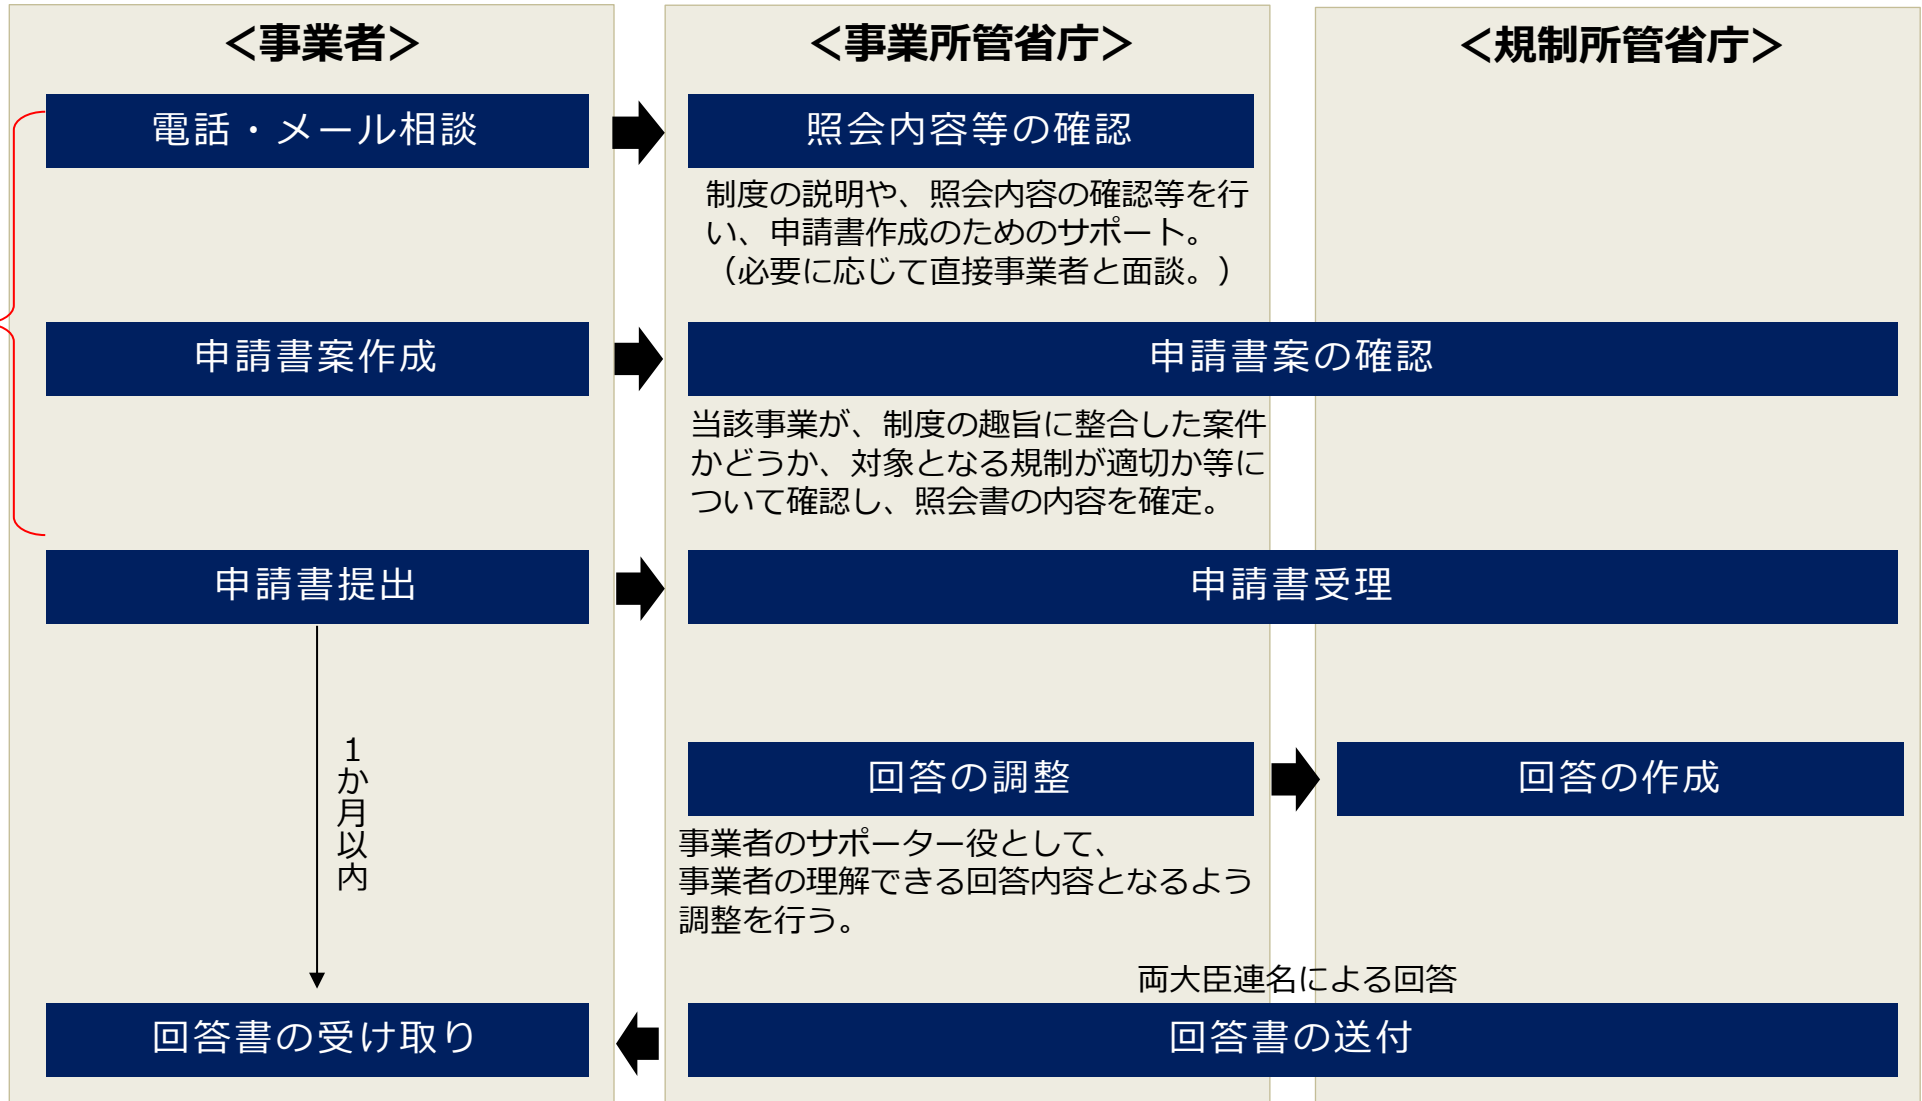 ＜事業者＞
＜事業所管省庁＞
＜規制所管省庁＞
電話・メール相談
照会内容等の確認
制度の説明や、照会内容の確認等を行
い、申請書作成のためのサポート。
（必要に応じて直接事業者と面談。）
申請書案作成
申請書案の確認
当該事業が、制度の趣旨に整合した案件
かどうか、対象となる規制が適切か等に
ついて確認し、照会書の内容を確定。
申請書提出
申請書受理
１か月以内
回答の調整
回答の作成
事業者のサポーター役として、
事業者の理解できる回答内容となるよう
調整を行う。
両大臣連名による回答
回答書の受け取り
回答書の送付